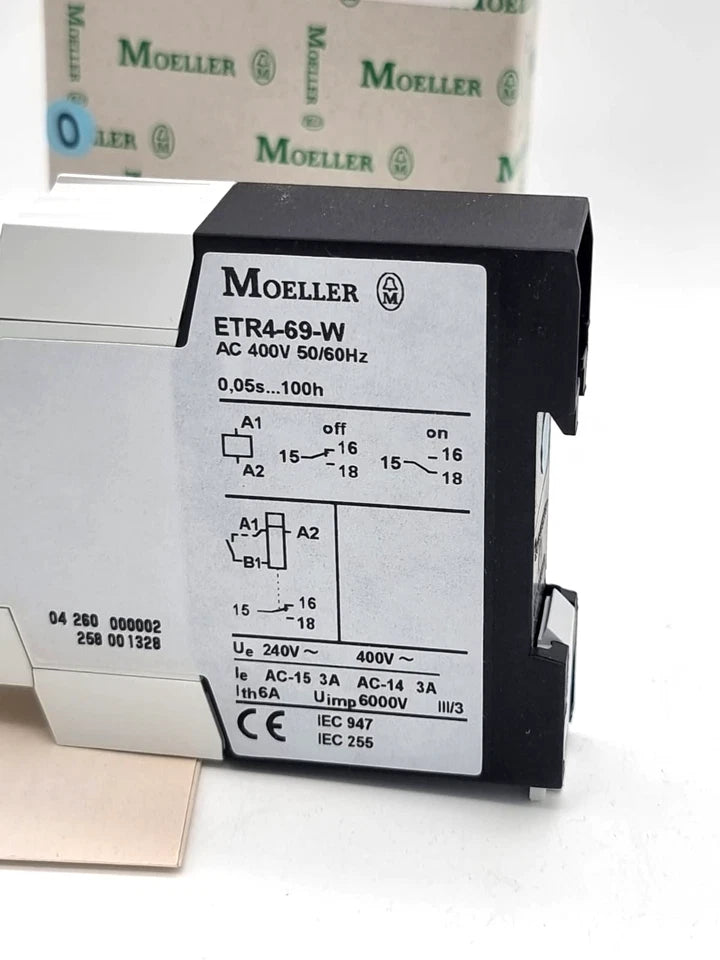 MOELLER
MOELLER MOELLER
MOELLER
MOELLER
MOELLER
O
MOELLER M
ETR4-69-W
AC 400V 50/60Hz
0,05s...100h
A1 off on
15 16 15 16
A2 18 18
A1 A2
B1
15 16
18
04 260 000002
258 001328
Ue 240V ~ 400V ~
Ie AC-15 3A AC-14 3A
Ith 6A Uimp 6000V III/3
CE IEC 947
IEC 255